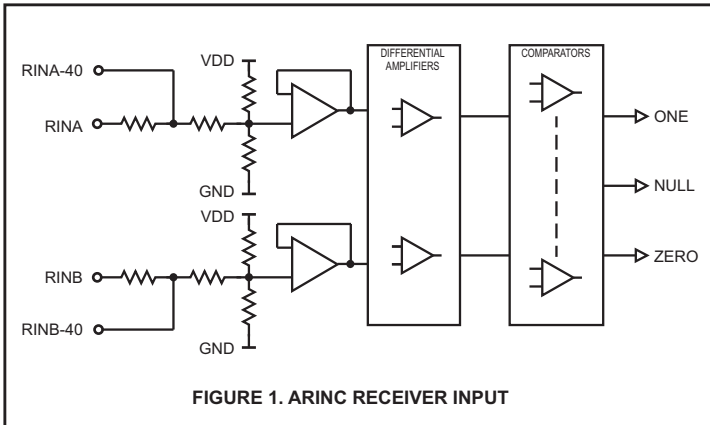 RINA-40
RINA
VDD
GND
VDD
RINB
RINB-40
GND
DIFFERENTIAL
AMPLIFIERS
COMPARATORS
ONE
NULL
ZERO
FIGURE 1. ARINC RECEIVER INPUT